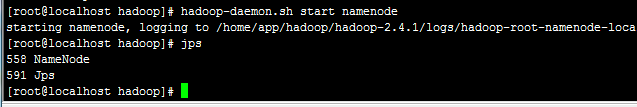 [root@localhost hadoop]# hadoop-daemon.sh start namenode
starting namenode, logging to /home/app/hadoop/hadoop-2.4.1/logs/hadoop-root-namenode-loca
[root@localhost hadoop]# jps
558 NameNode
591 Jps
[root@localhost hadoop]#